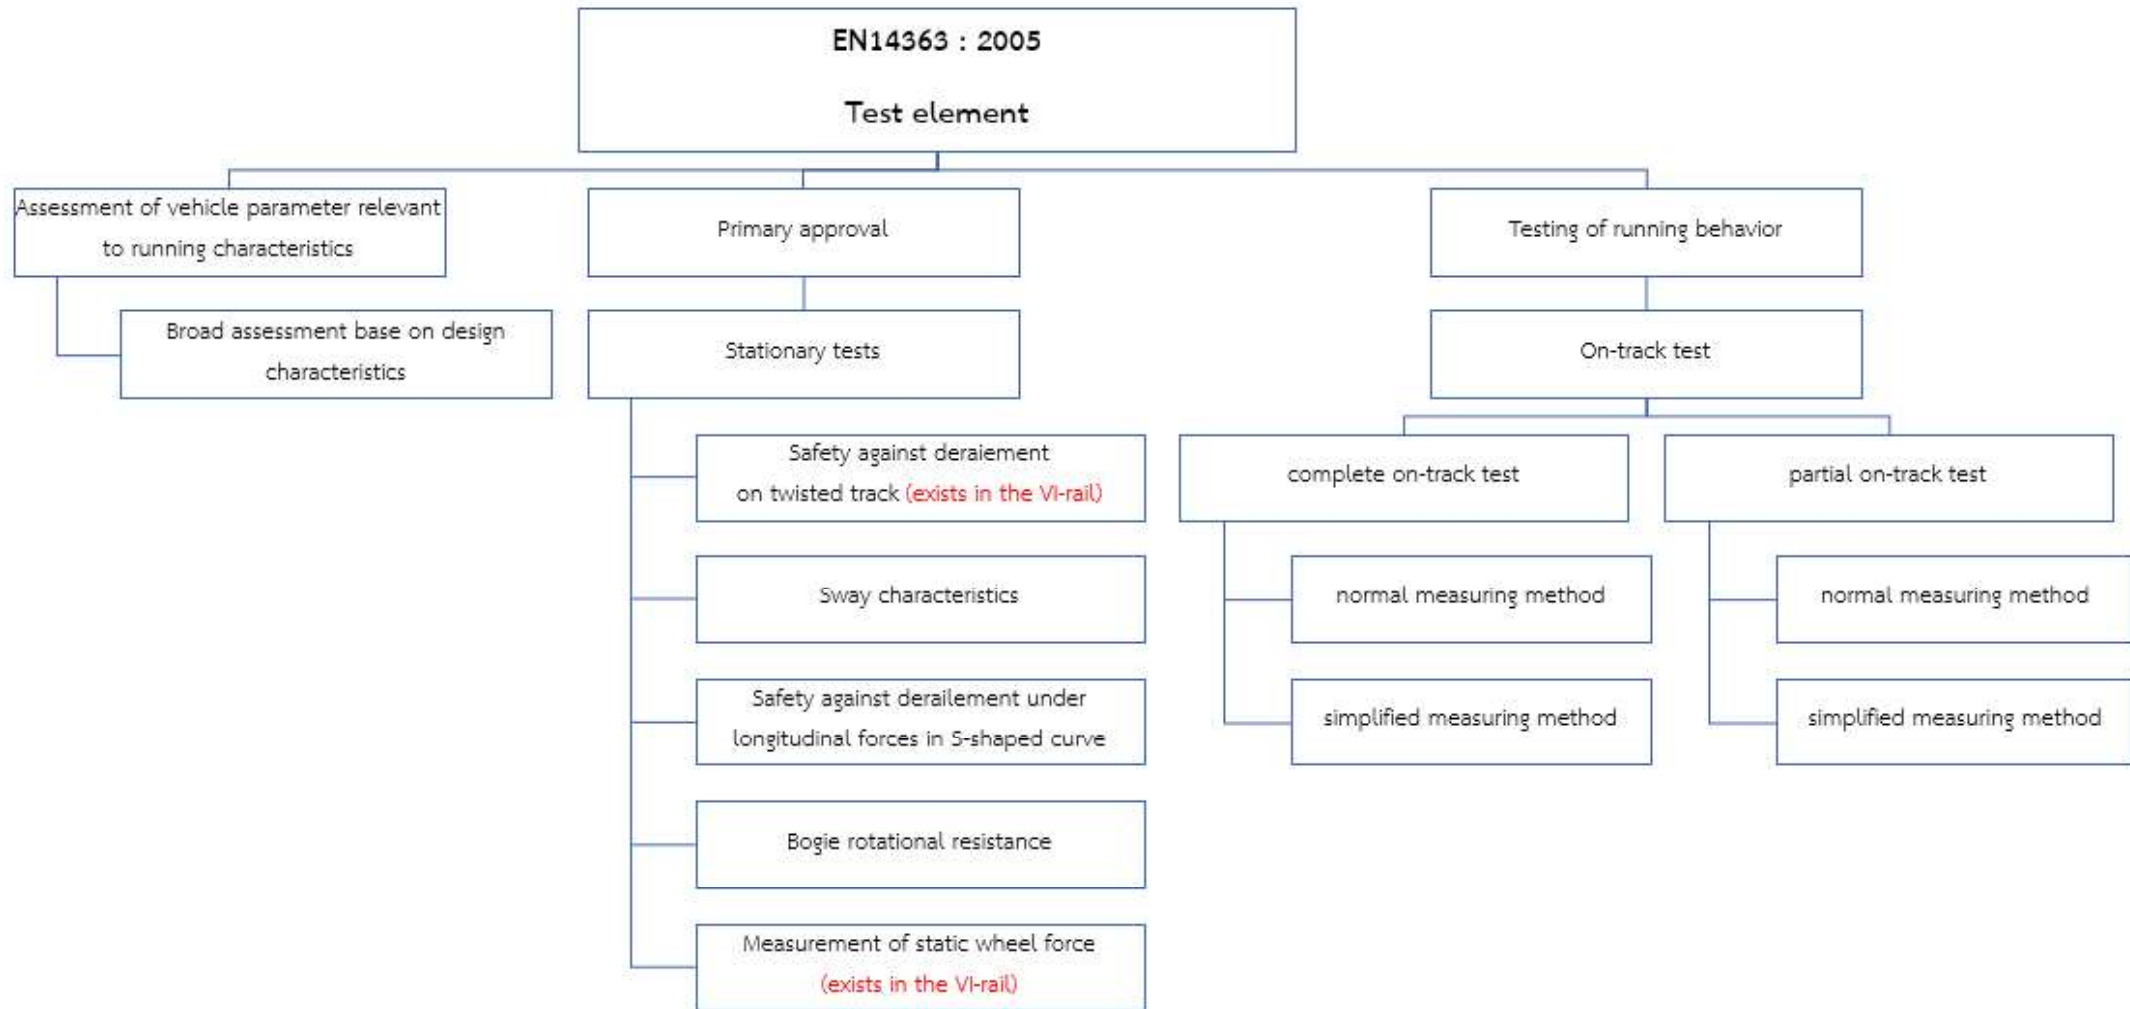 EN14363 : 2005
Test element
Assessment of vehicle parameter relevant
to running characteristics
Broad assessment base on design
characteristics
Primary approval
Stationary tests
Safety against deraiement
on twisted track (exists in the VI-rail)
Sway characteristics
Safety against derailement under
longitudinal forces in S-shaped curve
Bogie rotational resistance
Measurement of static wheel force
(exists in the VI-rail)
Testing of running behavior
On-track test
complete on-track test
normal measuring method
simplified measuring method
partial on-track test
normal measuring method
simplified measuring method